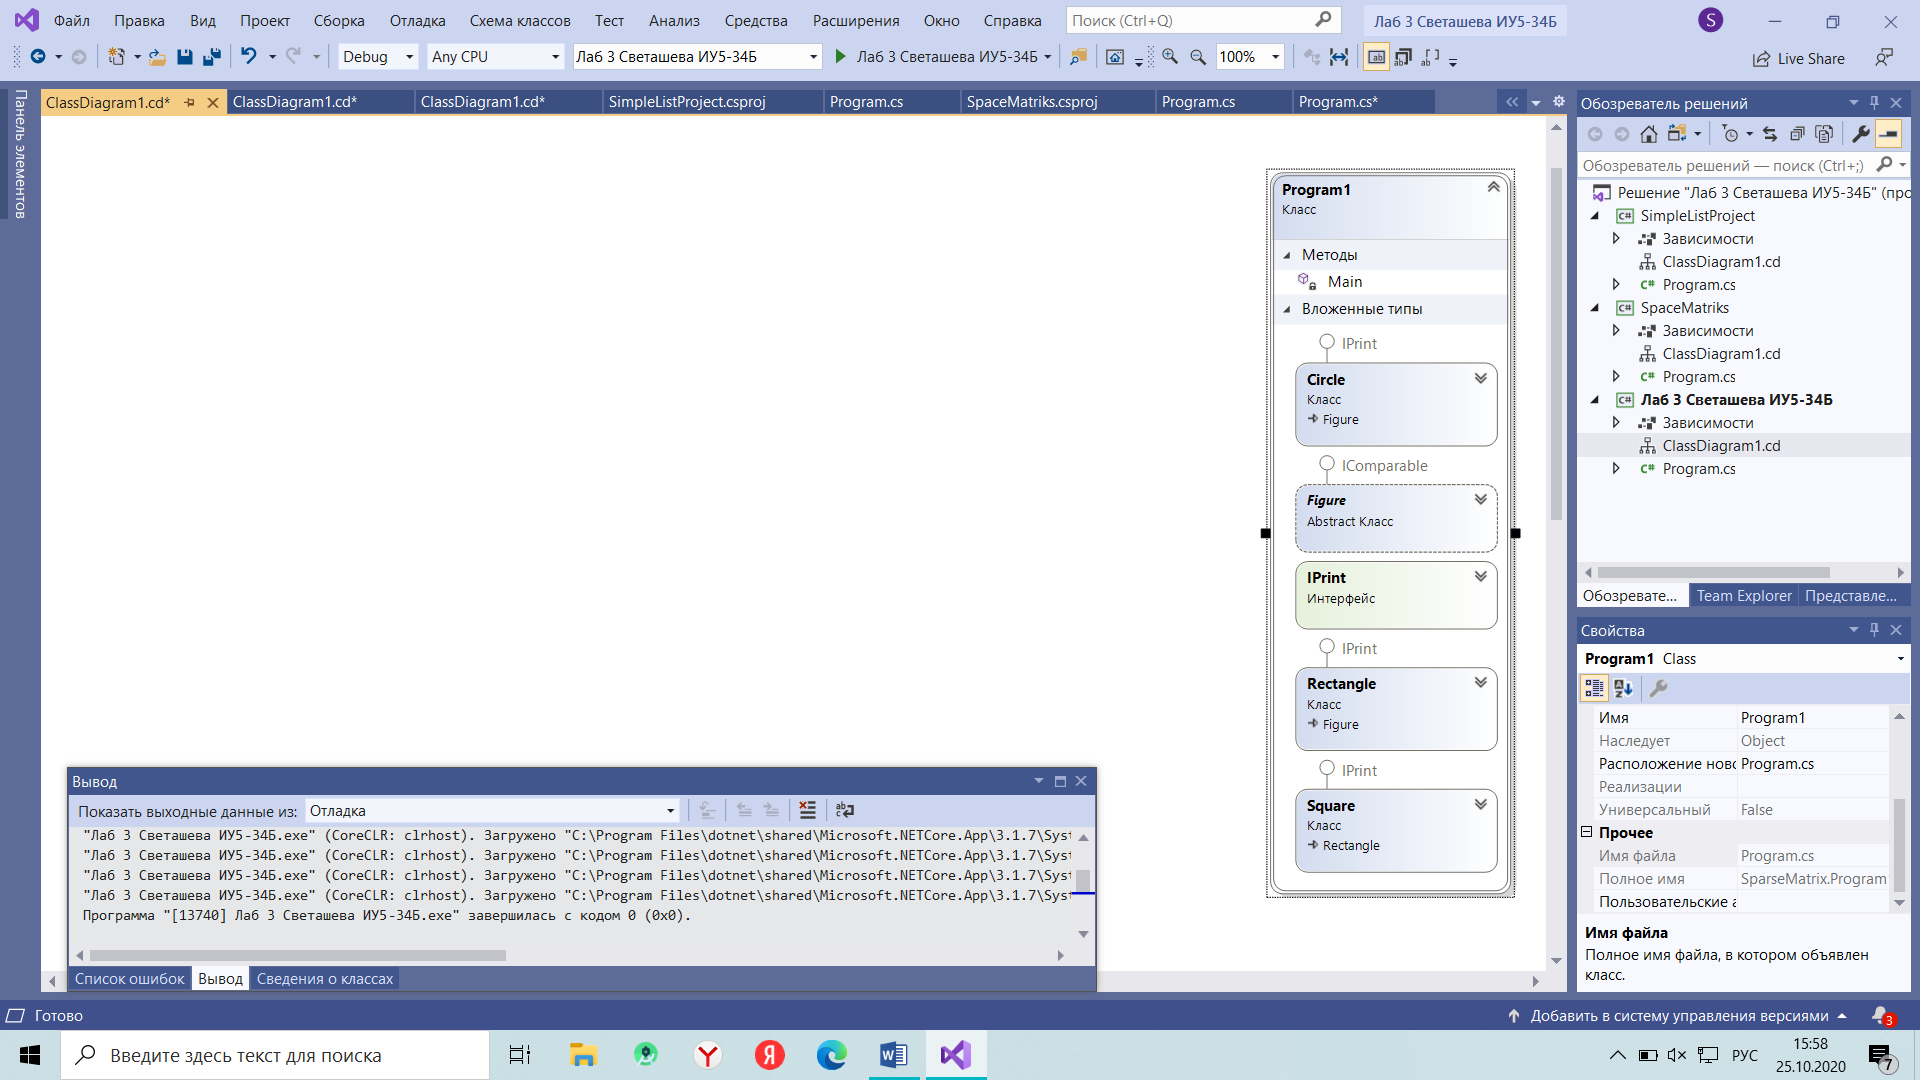 Файл Правка Вид Проект Сборка Отладка Схема классов Тест Анализ Средства Расширения Окно Справка Поиск (Ctrl+Q) Лаб 3 Светашева ИУ5-34Б S
Debug Any CPU Лаб 3 Светашева ИУ5-34Б Лаб 3 Светашева ИУ5-34Б 100% Live Share
Панель элементов
ClassDiagram1.cd* ClassDiagram1.cd* ClassDiagram1.cd* SimpleListProject.csproj Program.cs SpaceMatriks.csproj Program.cs Program.cs*
Program1
Класс
Методы
Main
Вложенные типы
IPrint
Circle
Класс
Figure
IComparable
Figure
Abstract Класс
IPrint
Интерфейс
IPrint
Rectangle
Класс
Figure
IPrint
Square
Класс
Rectangle
Обозреватель решений
Обозреватель решений — поиск (Ctrl+;)
Решение "Лаб 3 Светашева ИУ5-34Б" (про
SimpleListProject
Зависимости
ClassDiagram1.cd
Program.cs
SpaceMatriks
Зависимости
ClassDiagram1.cd
Program.cs
Лаб 3 Светашева ИУ5-34Б
Зависимости
ClassDiagram1.cd
Program.cs
Обозревате... Team Explorer Представле...
Свойства
Program1 Class
Имя Program1
Наследует Object
Расположение ново Program.cs
Реализации
Универсальный False
Прочее
Имя файла Program.cs
Полное имя SparseMatrix.Program
Пользовательские а
Имя файла
Полное имя файла, в котором объявлен
класс.
Вывод
Показать выходные данные из: Отладка
"Лаб 3 Светашева ИУ5-34Б.exe" (CoreCLR: clrhost). Загружено "C:\Program Files\dotnet\shared\Microsoft.NETCore.App\3.1.7\Syst
"Лаб 3 Светашева ИУ5-34Б.exe" (CoreCLR: clrhost). Загружено "C:\Program Files\dotnet\shared\Microsoft.NETCore.App\3.1.7\Syst
"Лаб 3 Светашева ИУ5-34Б.exe" (CoreCLR: clrhost). Загружено "C:\Program Files\dotnet\shared\Microsoft.NETCore.App\3.1.7\Syst
"Лаб 3 Светашева ИУ5-34Б.exe" (CoreCLR: clrhost). Загружено "C:\Program Files\dotnet\shared\Microsoft.NETCore.App\3.1.7\Syst
Программа "[13740] Лаб 3 Светашева ИУ5-34Б.exe" завершилась с кодом 0 (0x0).
Список ошибок Вывод Сведения о классах
Готово Добавить в систему управления версиями 3
Введите здесь текст для поиска РУС 15:58
25.10.2020 7